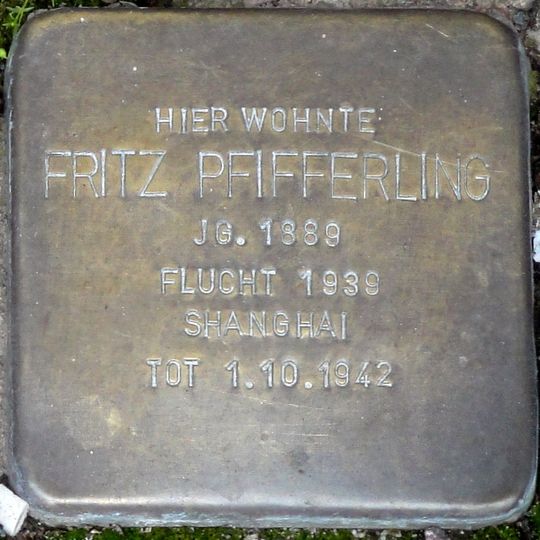 HIER WOHNTE
FRITZ PFIFFERLING
JG. 1889
FLUCHT 1939
SHANGHAI
TOT 1.10.1942